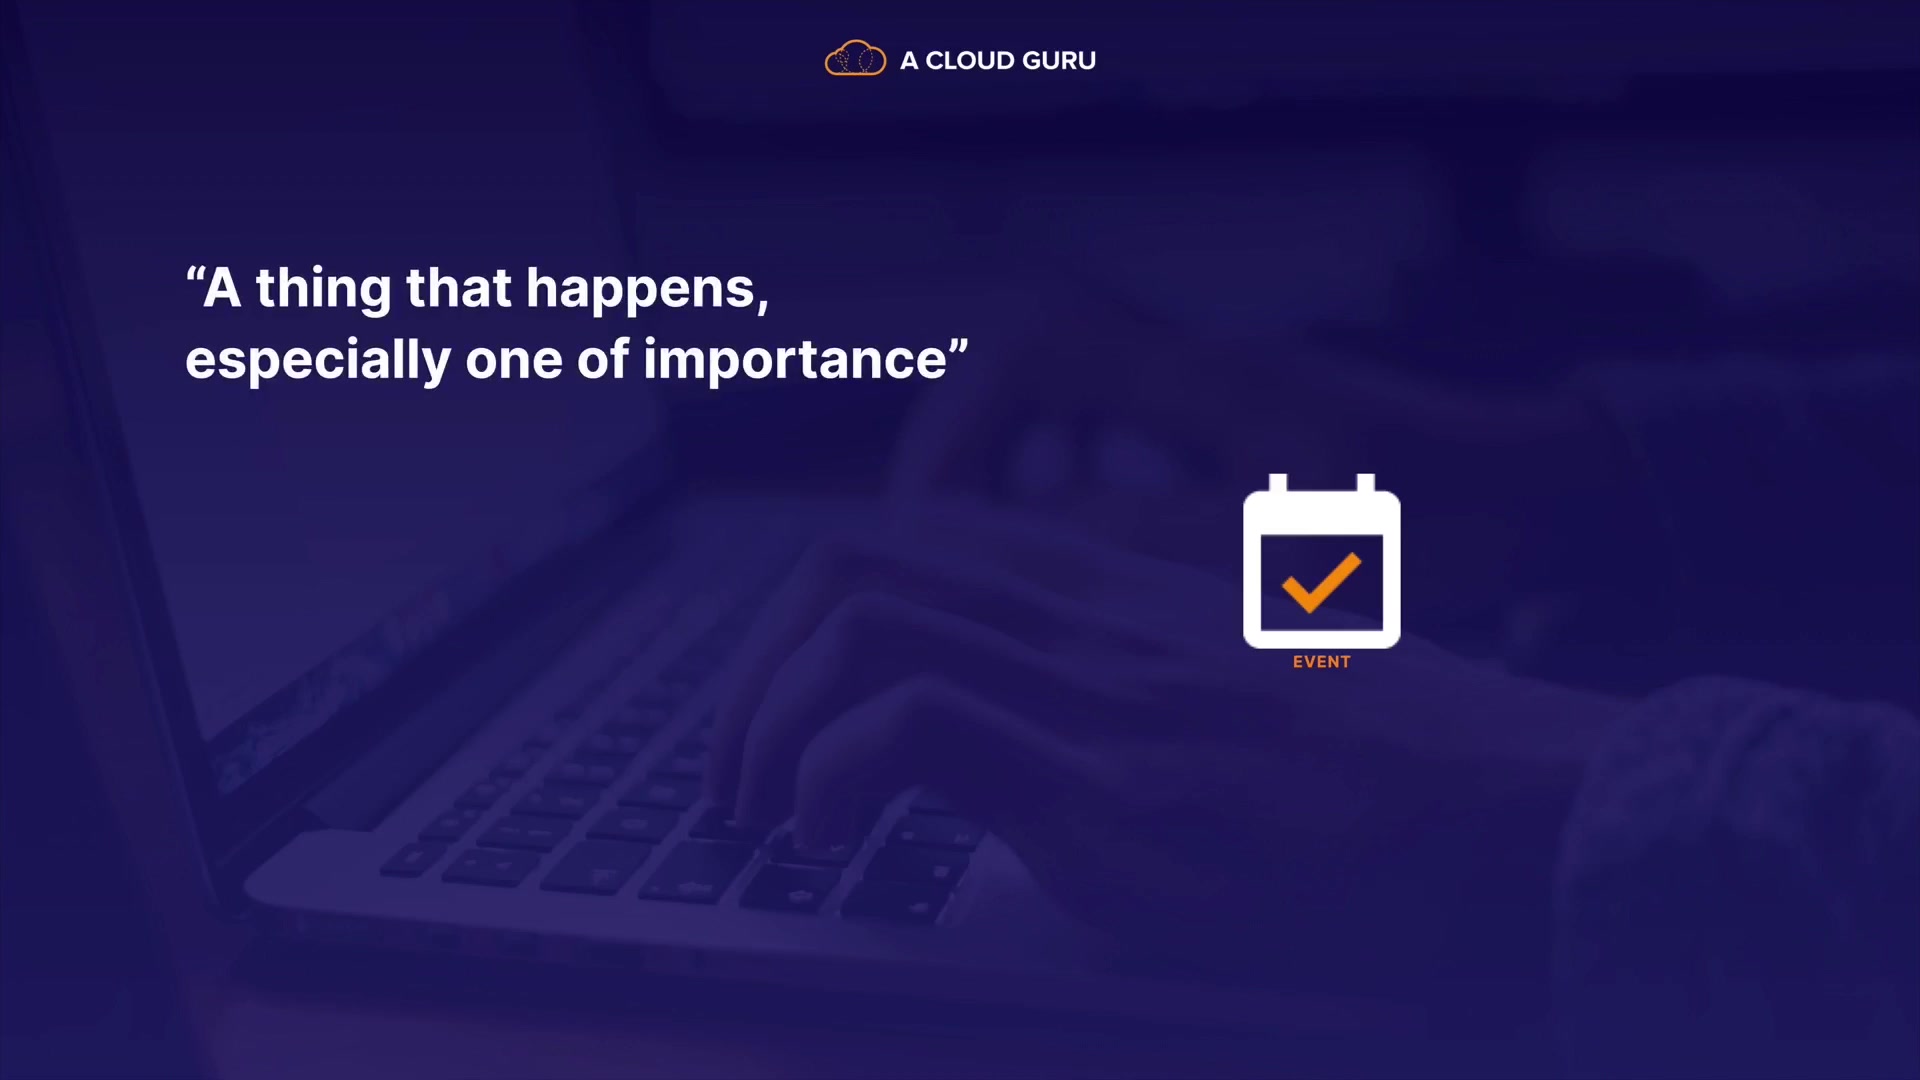 A CLOUD GURU
“A thing that happens,
especially one of importance”
EVENT